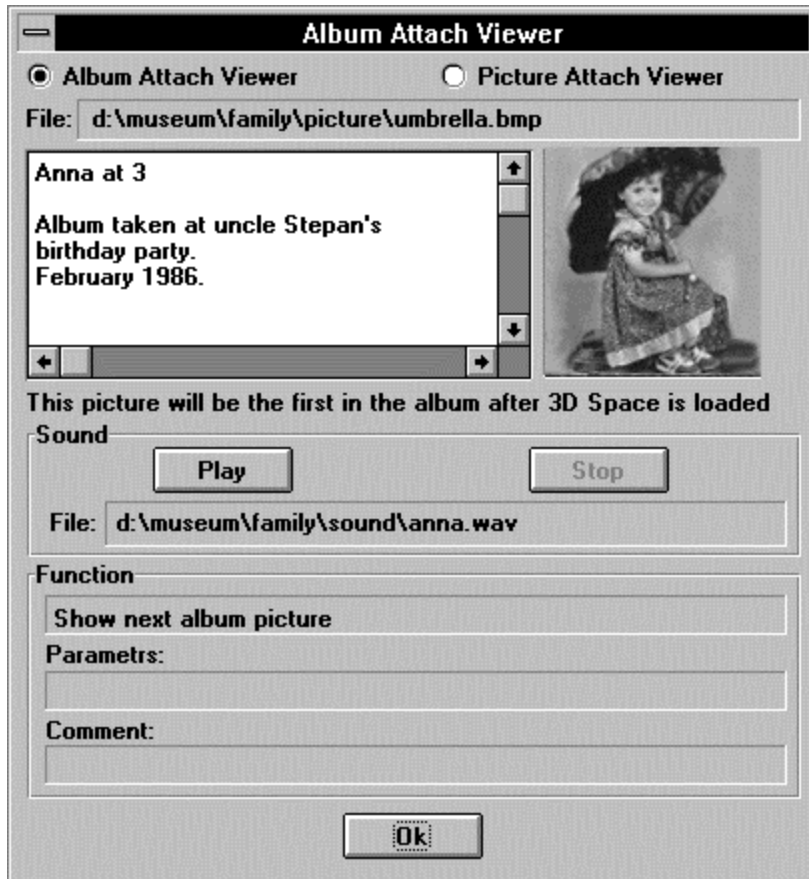 Album Attach Viewer
Album Attach Viewer Picture Attach Viewer
File: d:\museum\family\picture\umbrella.bmp
Anna at 3
Album taken at uncle Stepan's
birthday party.
February 1986.
This picture will be the first in the album after 3D Space is loaded
Sound
Play Stop
File: d:\museum\family\sound\anna.wav
Function
Show next album picture
Parametrs:
Comment:
Ok